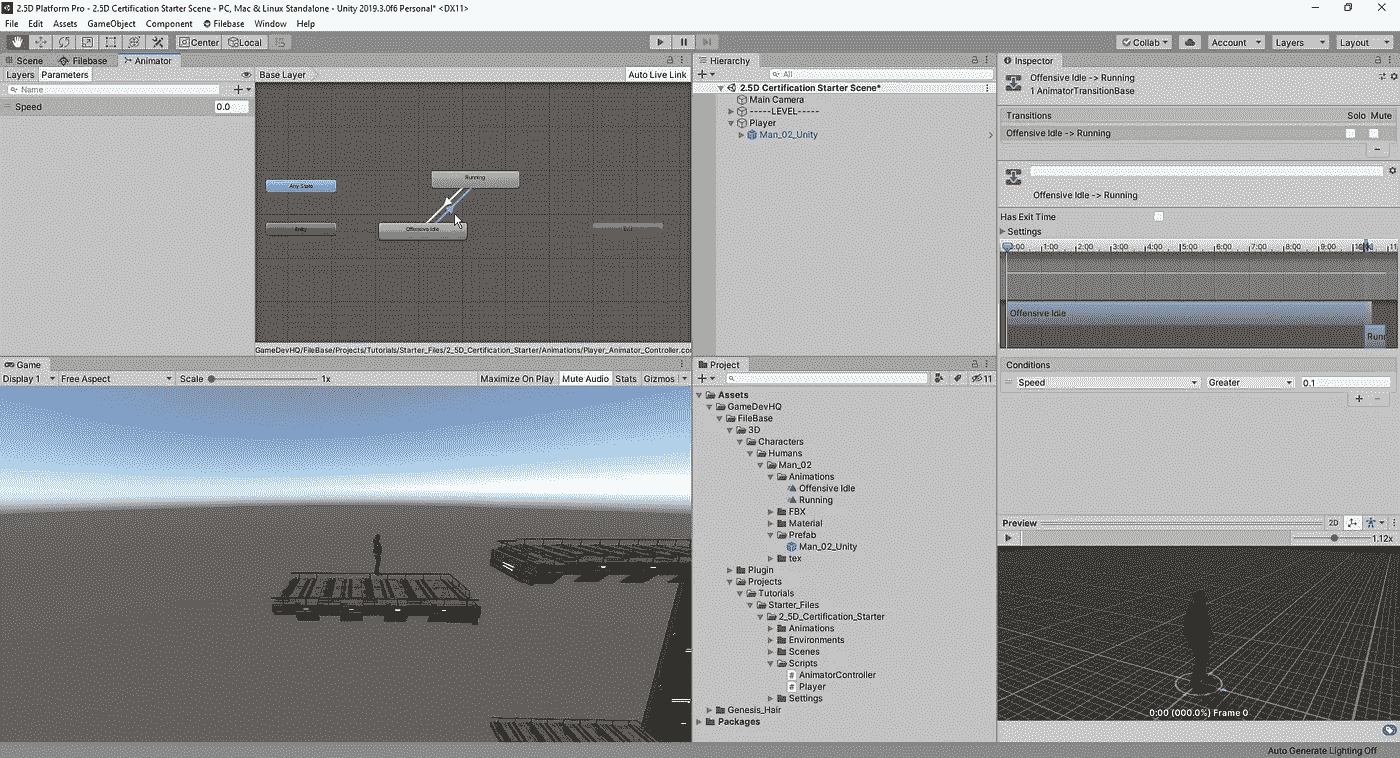 2.5D Platform Pro - 2.5D Certification Starter Scene - PC, Mac & Linux Standalone - Unity 2019.3.0f6 Personal* <DX11>
File Edit Assets GameObject Component Filebase Window Help
Center Local Collab Account Layers Layout
Scene Filebase Animator
Layers Parameters Base Layer Auto Live Link
Name
Speed 0.0
Any State
Entry
Running
Offensive Idle
Exit
GameDevHQ/FileBase/Projects/Tutorials/Starter_Files/2_5D_Certification_Starter/Animations/Player_Animator_Controller.con
Game
Display 1 Free Aspect Scale 1x Maximize On Play Mute Audio Stats Gizmos
Hierarchy
All
2.5D Certification Starter Scene*
Main Camera
-----LEVEL-----
Player
Man_02_Unity
Project
11
Assets
GameDevHQ
FileBase
3D
Characters
Humans
Man_02
Animations
Offensive Idle
Running
FBX
Material
Prefab
Man_02_Unity
tex
Plugin
Projects
Tutorials
Starter_Files
2_5D_Certification_Starter
Animations
Environments
Scenes
Scripts
AnimatorController
Player
Settings
Genesis_Hair
Packages
Inspector
Offensive Idle -> Running
1 AnimatorTransitionBase
Transitions Solo Mute
Offensive Idle -> Running
Offensive Idle -> Running
Has Exit Time
Settings
1:00 2:00 3:00 4:00 5:00 6:00 7:00 8:00 9:00
Offensive Idle
Conditions
Speed Greater 0.1
Preview 2D
1.12x
0:00 (000.0%) Frame 0
Auto Generate Lighting Off